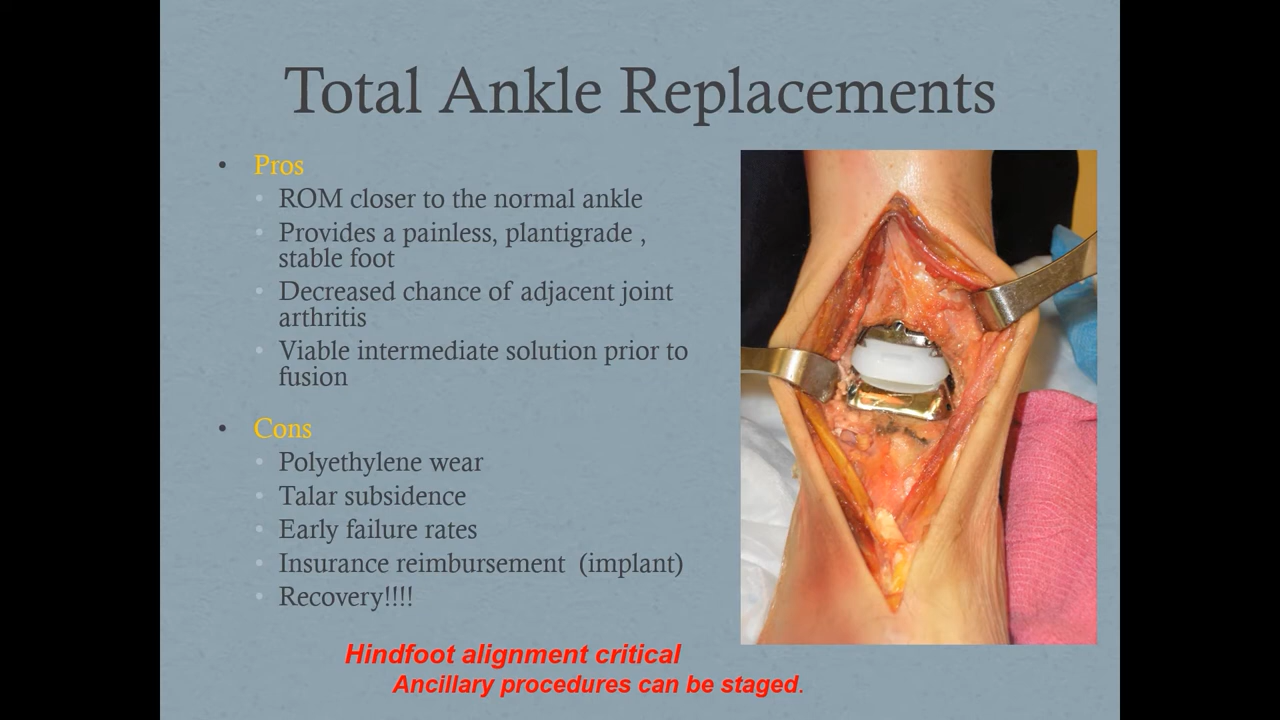 Total Ankle Replacements
• Pros
• ROM closer to the normal ankle
• Provides a painless, plantigrade ,
stable foot
• Decreased chance of adjacent joint
arthritis
• Viable intermediate solution prior to
fusion
• Cons
• Polyethylene wear
• Talar subsidence
• Early failure rates
• Insurance reimbursement (implant)
• Recovery!!!!
Hindfoot alignment critical
Ancillary procedures can be staged.